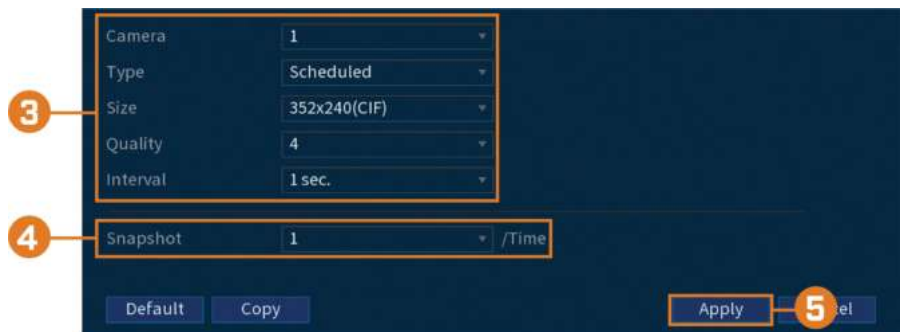 Camera 1
Type Scheduled
3 Size 352x240(CIF)
Quality 4
Interval 1 sec.
4 Snapshot 1 /Time
Default Copy Apply 5 el